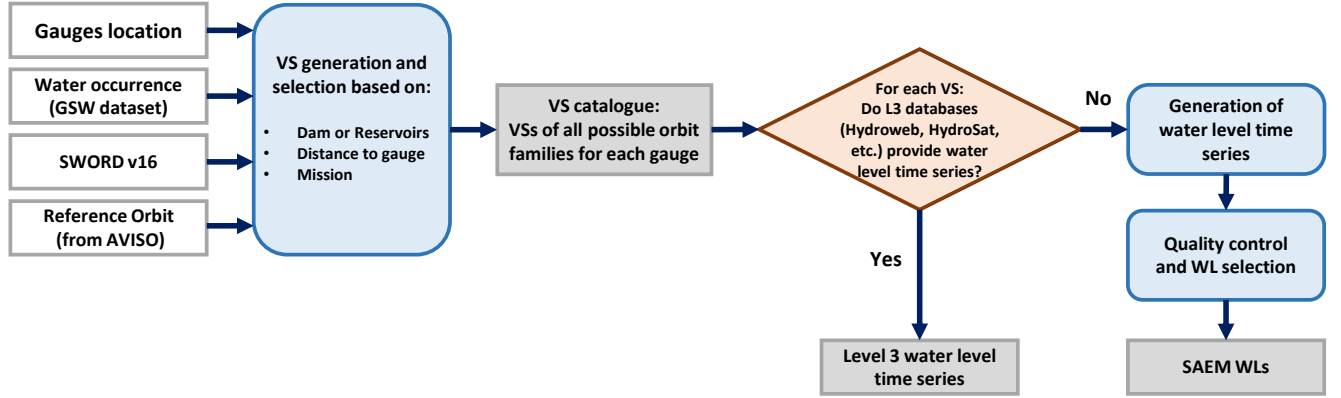 Gauges location
Water occurrence
(GSW dataset)
SWORD v16
Reference Orbit
(from AVISO)
VS generation and
selection based on:
• Dam or Reservoirs
• Distance to gauge
• Mission
VS catalogue:
VSs of all possible orbit
families for each gauge
For each VS:
Do L3 databases
(Hydroweb, HydroSat,
etc.) provide water
level time series?
No
Yes
Generation of
water level time
series
Quality control
and WL selection
Level 3 water level
time series
SAEM WLs